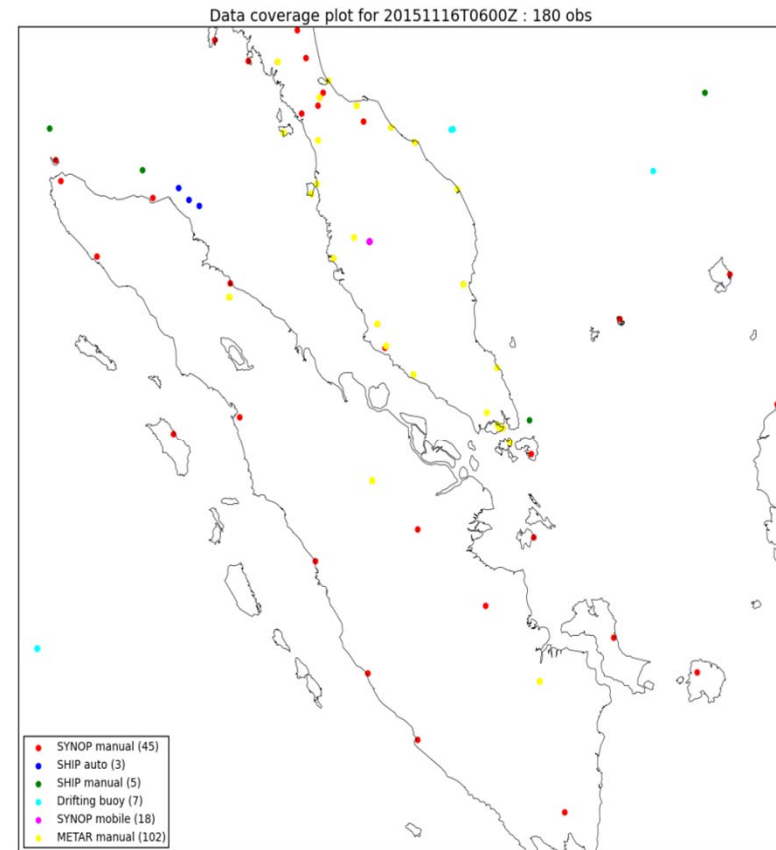 Data coverage plot for 20151116T0600Z : 180 obs
SYNOP manual (45)
SHIP auto (3)
SHIP manual (5)
Drifting buoy (7)
SYNOP mobile (18)
METAR manual (102)